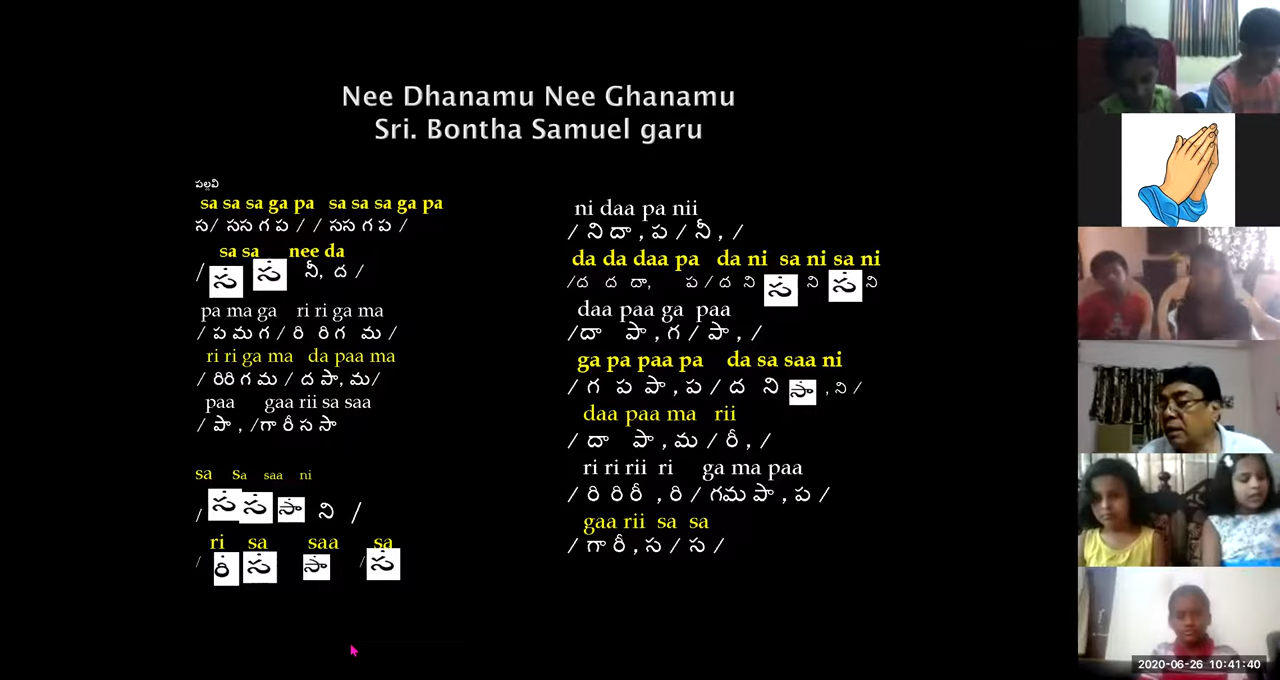 Nee Dhanamu Nee Ghanamu
Sri. Bontha Samuel garu
పల్లవి
sa sa sa ga pa sa sa sa ga pa
స/ సస గ ప / / సస గ ప /
sa sa nee da
/ స̇ స̇ నీ, ద /
pa ma ga ri ri ga ma
/ ప మ గ / రి రి గ మ /
ri ri ga ma da paa ma
/ రిరి గ మ / ద పా, మ/
paa gaa rii sa saa
/ పా , /గా రీ స సా
sa sa saa ni
/ స̇ స̇ సా̇ ని /
ri sa saa sa
/ రి̇ స̇ సా̇ / స̇
ni daa pa nii
/ ని దా , ప / నీ , /
da da daa pa da ni sa ni sa ni
/ద ద దా, ప / ద ని స̇ ని స̇ ని
daa paa ga paa
/దా పా , గ / పా , /
ga pa paa pa da sa saa ni
/ గ ప పా , ప / ద ని సా̇ , ని /
daa paa ma rii
/ దా పా , మ / రీ , /
ri ri rii ri ga ma paa
/ రి రి రీ , రి / గమ పా , ప /
gaa rii sa sa
/ గా రీ , స / స /
2020-06-26 10:41:40